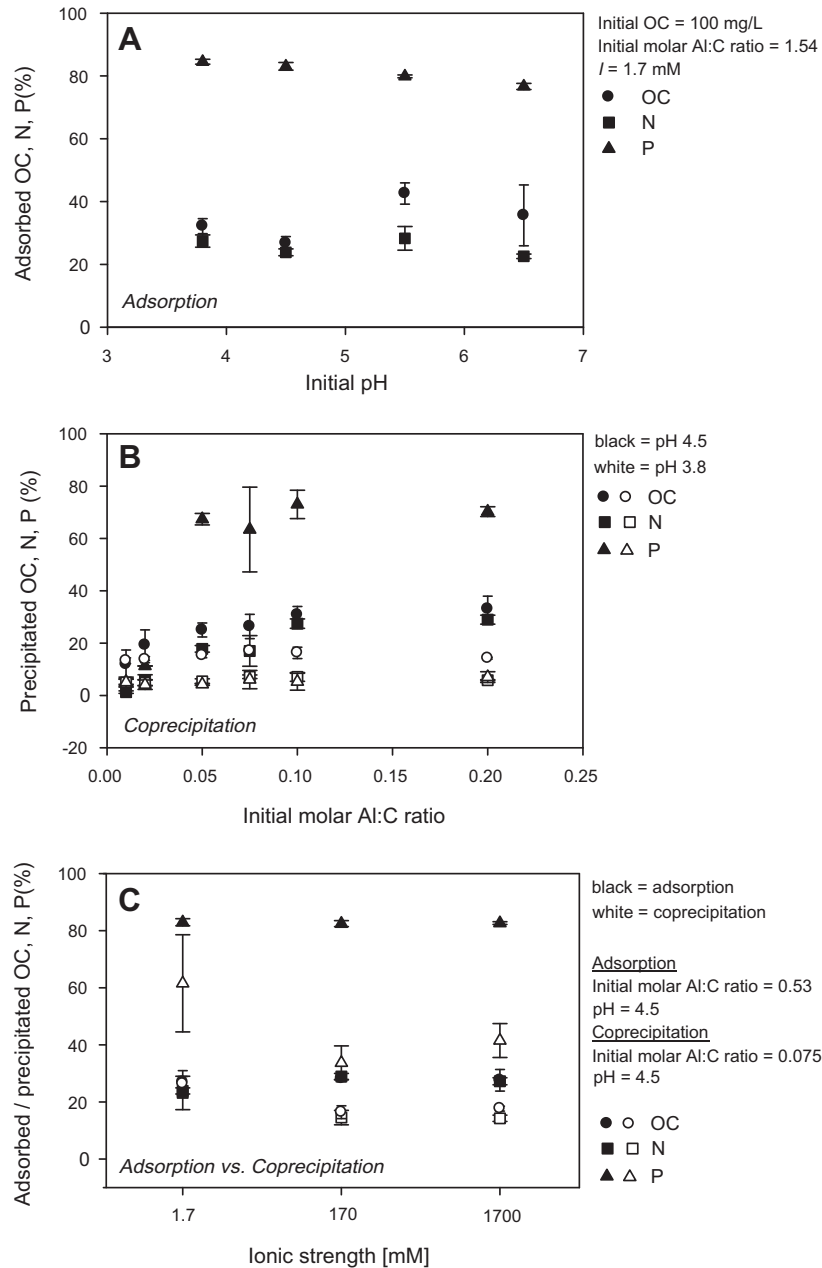 A
Adsorbed OC, N, P(%)
100
80
60
40
20
0
Adsorption
3 4 5 6 7
Initial pH
Initial OC = 100 mg/L
Initial molar Al:C ratio = 1.54
I = 1.7 mM
OC
N
P
B
Precipitated OC, N, P (%)
100
80
60
40
20
0
-20
Coprecipitation
0.00 0.05 0.10 0.15 0.20 0.25
Initial molar Al:C ratio
black = pH 4.5
white = pH 3.8
OC
N
P
C
Adsorbed / precipitated OC, N, P(%)
100
80
60
40
20
0
Adsorption vs. Coprecipitation
1.7 170 1700
Ionic strength [mM]
black = adsorption
white = coprecipitation
Adsorption
Initial molar Al:C ratio = 0.53
pH = 4.5
Coprecipitation
Initial molar Al:C ratio = 0.075
pH = 4.5
OC
N
P